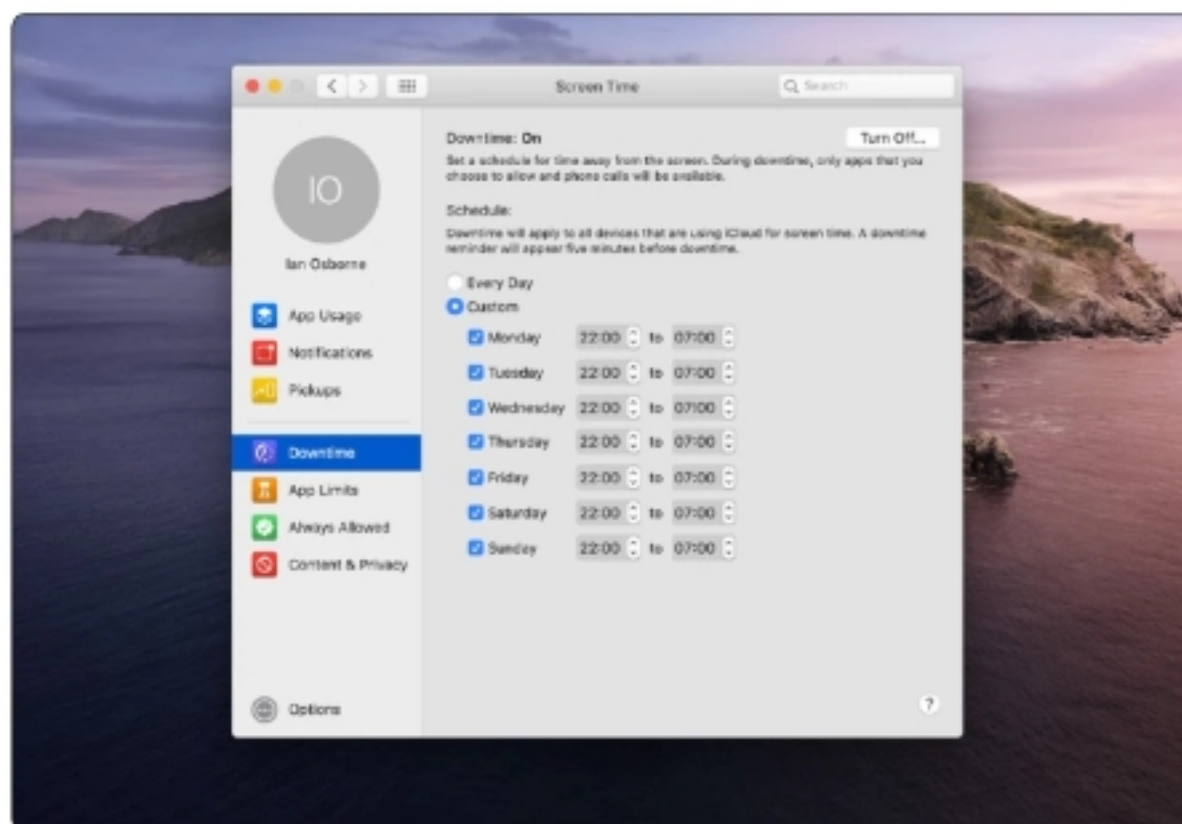 Screen Time
Search
IO
Ian Osborne
App Usage
Notifications
Pickups
Downtime
App Limits
Always Allowed
Content & Privacy
Options
Downtime: On
Turn Off...
Set a schedule for time away from the screen. During downtime, only apps that you
choose to allow and phone calls will be available.
Schedule:
Downtime will apply to all devices that are using iCloud for screen time. A downtime
reminder will appear five minutes before downtime.
Every Day
Custom
Monday 22:00 to 07:00
Tuesday 22:00 to 07:00
Wednesday 22:00 to 07:00
Thursday 22:00 to 07:00
Friday 22:00 to 07:00
Saturday 22:00 to 07:00
Sunday 22:00 to 07:00
?